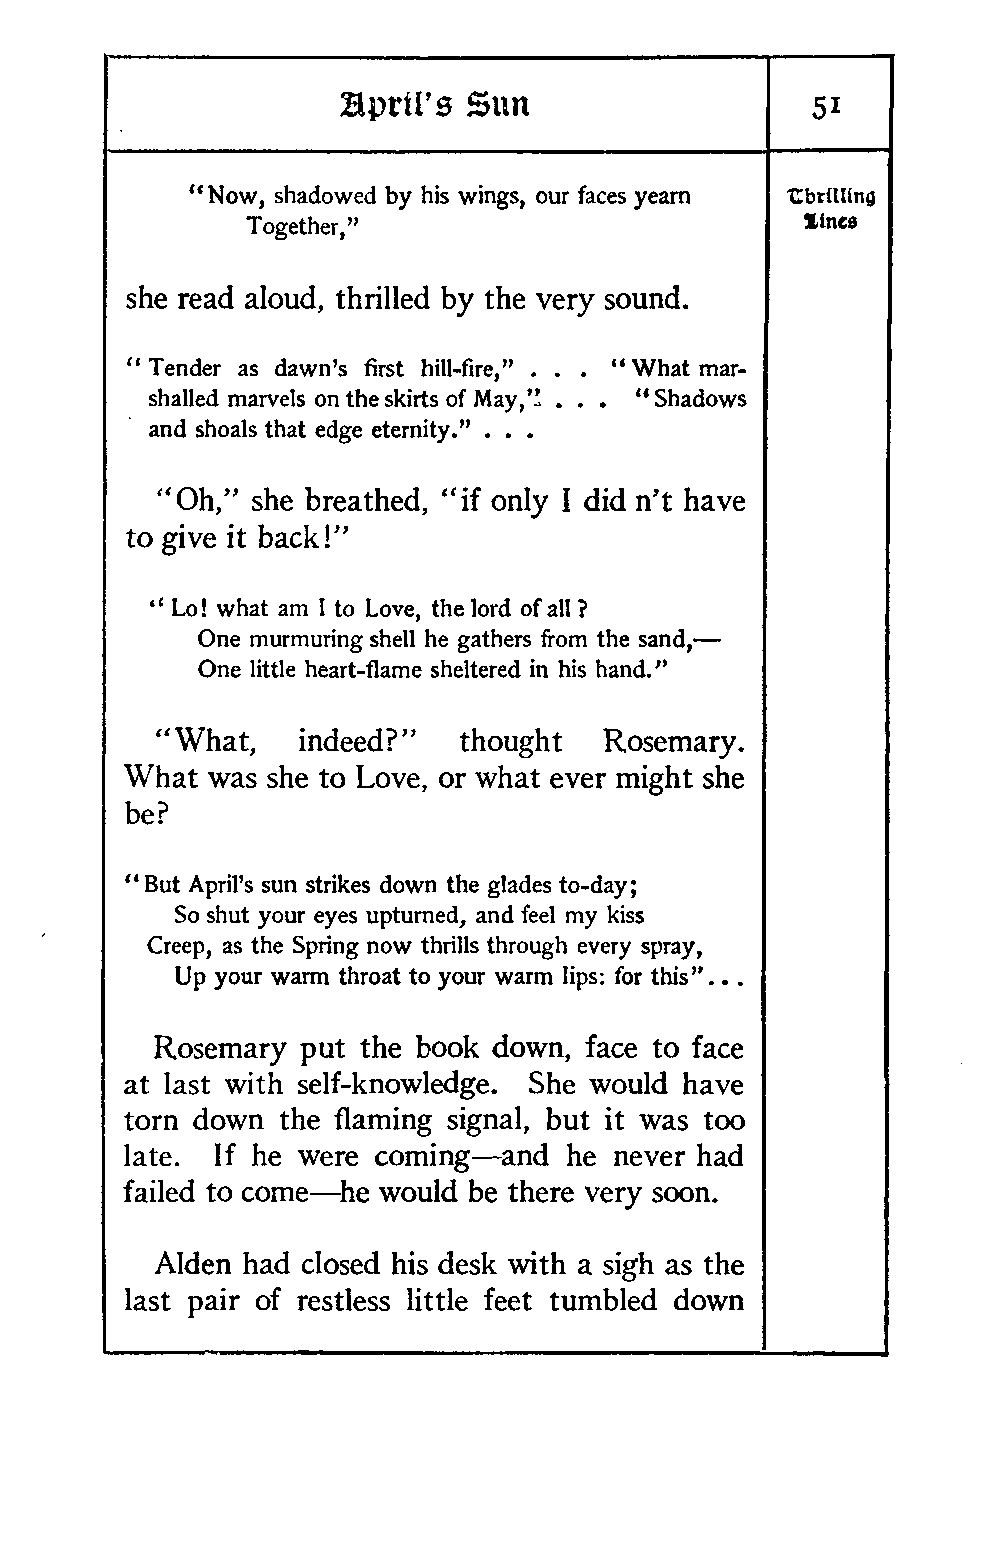 April's Sun
51
"Now, shadowed by his wings, our faces yearn
Together,"
Thrilling
Lines
she read aloud, thrilled by the very sound.
"Tender as dawn's first hill-fire," . . . "What mar-
shalled marvels on the skirts of May," . . . "Shadows
and shoals that edge eternity." . . .
"Oh," she breathed, "if only I did n't have
to give it back!"
"Lo! what am I to Love, the lord of all?
One murmuring shell he gathers from the sand,—
One little heart-flame sheltered in his hand."
"What, indeed?" thought Rosemary.
What was she to Love, or what ever might she
be?
"But April's sun strikes down the glades to-day;
So shut your eyes upturned, and feel my kiss
Creep, as the Spring now thrills through every spray,
Up your warm throat to your warm lips: for this" . . .
Rosemary put the book down, face to face
at last with self-knowledge. She would have
torn down the flaming signal, but it was too
late. If he were coming—and he never had
failed to come—he would be there very soon.
Alden had closed his desk with a sigh as the
last pair of restless little feet tumbled down